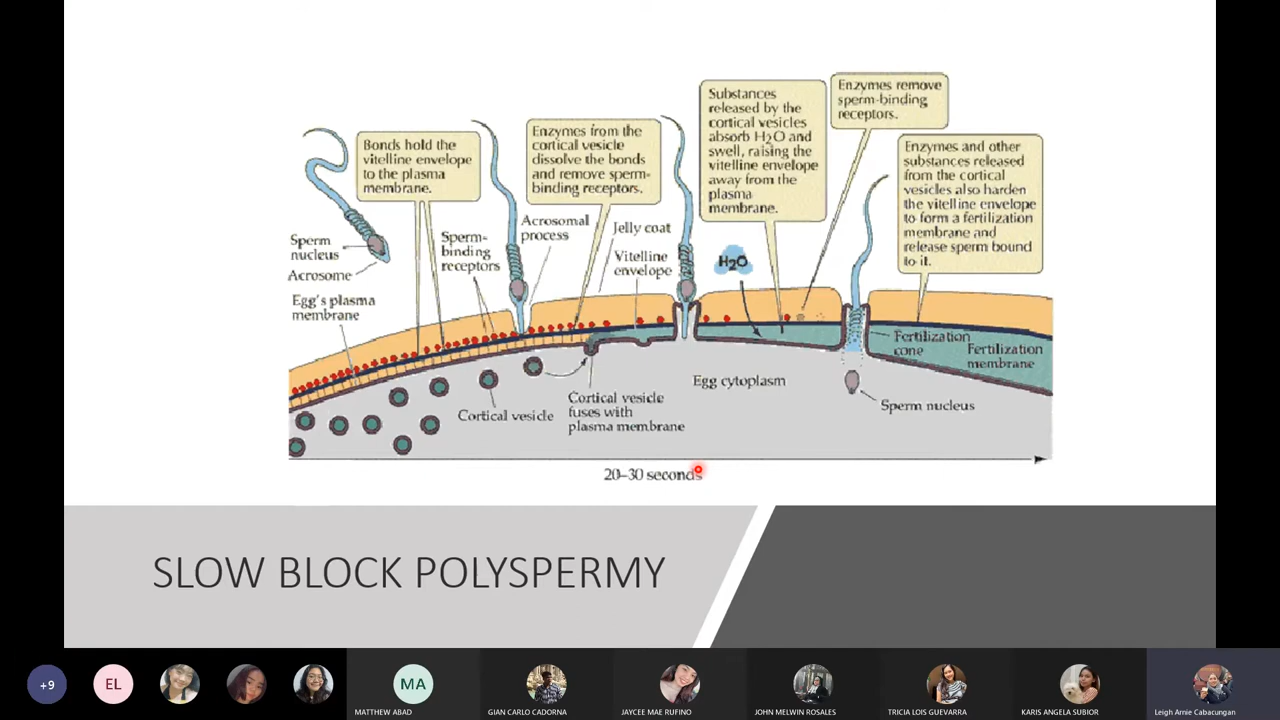 Bonds hold the
vitelline envelope
to the plasma
membrane.
Enzymes from the
cortical vesicle
dissolve the bonds
and remove sperm-
binding receptors.
Substances
released by the
cortical vesicles
absorb H2O and
swell, raising the
vitelline envelope
away from the
plasma
membrane.
Enzymes remove
sperm-binding
receptors.
Enzymes and other
substances released
from the cortical
vesicles also harden
the vitelline envelope
to form a fertilization
membrane and
release sperm bound
to it.
Sperm
nucleus
Acrosome
Egg's plasma
membrane
Sperm-
binding
receptors
Acrosomal
process
Jelly coat
Vitelline
envelope
H2O
Fertilization
cone
Fertilization
membrane
Cortical vesicle
Cortical vesicle
fuses with
plasma membrane
Egg cytoplasm
Sperm nucleus
20–30 seconds
SLOW BLOCK POLYSPERMY
+9
EL
MA
MATTHEW ABAD
GIAN CARLO CADORNA
JAYCEE MAE RUFINO
JOHN MELWIN ROSALES
TRICIA LOIS GUEVARRA
KARIS ANGELA SUBIOR
Leigh Arnie Cabacungan